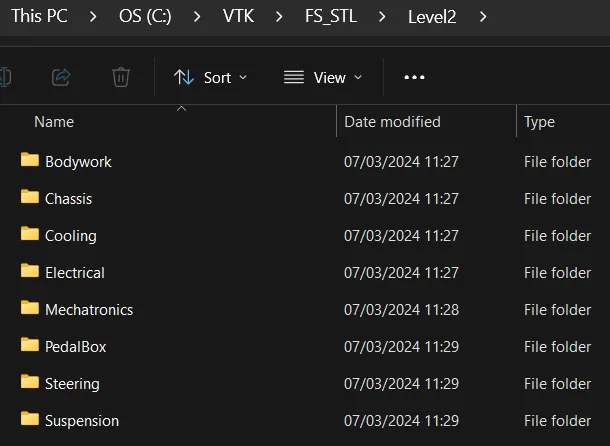 This PC > OS (C:) > VTK > FS_STL > Level2 >
Sort View •••
Name Date modified Type
Bodywork 07/03/2024 11:27 File folder
Chassis 07/03/2024 11:27 File folder
Cooling 07/03/2024 11:27 File folder
Electrical 07/03/2024 11:27 File folder
Mechatronics 07/03/2024 11:28 File folder
PedalBox 07/03/2024 11:29 File folder
Steering 07/03/2024 11:29 File folder
Suspension 07/03/2024 11:29 File folder